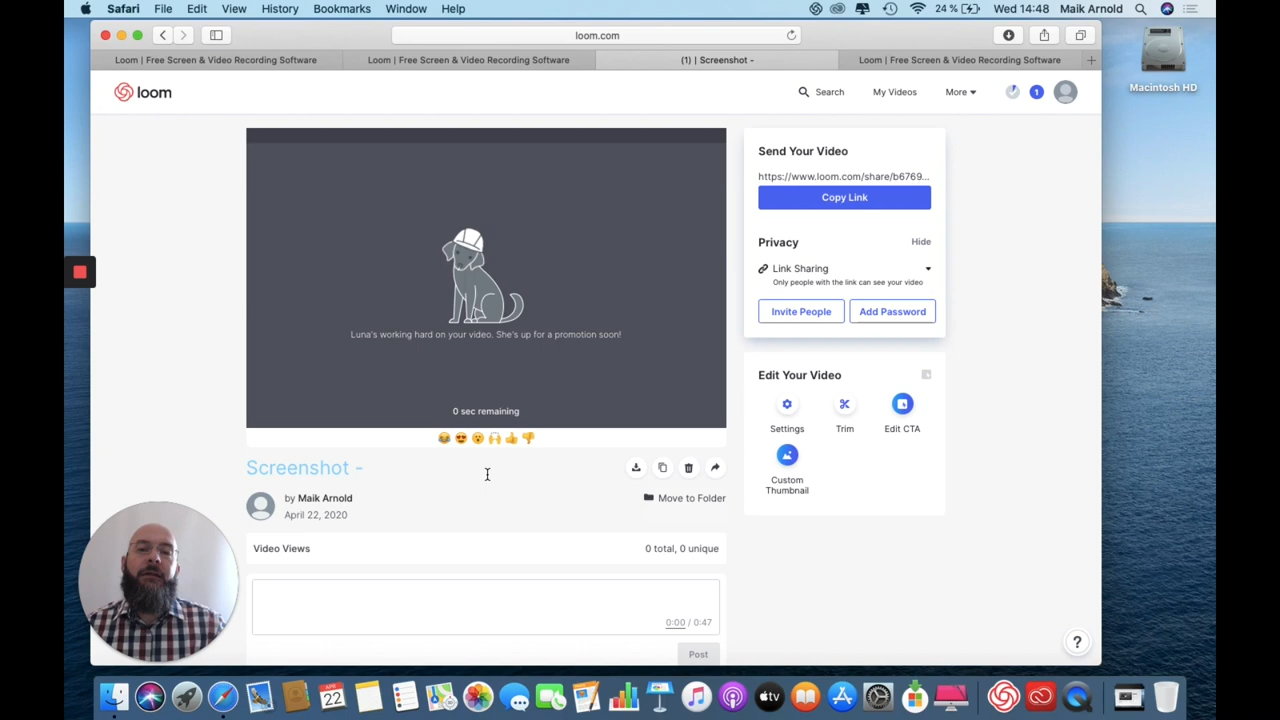 Safari File Edit View History Bookmarks Window Help 24 % Wed 14:48 Maik Arnold
loom.com
Loom | Free Screen & Video Recording Software
Loom | Free Screen & Video Recording Software
(1) | Screenshot -
Loom | Free Screen & Video Recording Software
Macintosh HD
loom
Search
My Videos
More
1
Luna's working hard on your video. She's up for a promotion soon!
0 sec remaining
Send Your Video
https://www.loom.com/share/b6769...
Copy Link
Privacy
Hide
Link Sharing
Only people with the link can see your video
Invite People
Add Password
Edit Your Video
Settings
Trim
Edit CTA
Custom
Thumbnail
Screenshot -
by Maik Arnold
April 22, 2020
Move to Folder
Video Views
0 total, 0 unique
0:00 / 0:47
Post
?
APR
22
tv